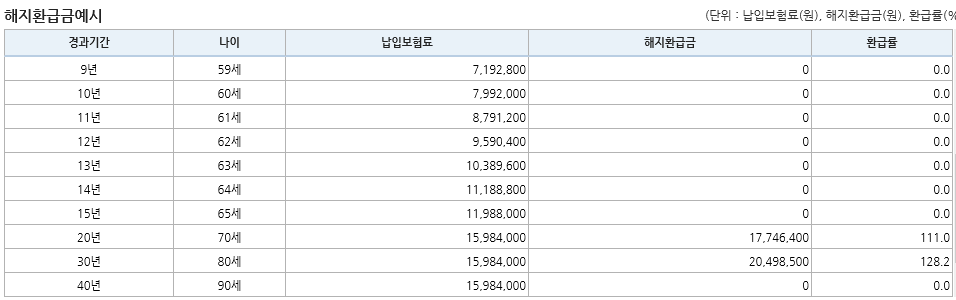 해지환급금예시
(단위 : 납입보험료(원), 해지환급금(원), 환급률(%
경과기간 나이 납입보험료 해지환급금 환급률
9년 59세 7,192,800 0 0.0
10년 60세 7,992,000 0 0.0
11년 61세 8,791,200 0 0.0
12년 62세 9,590,400 0 0.0
13년 63세 10,389,600 0 0.0
14년 64세 11,188,800 0 0.0
15년 65세 11,988,000 0 0.0
20년 70세 15,984,000 17,746,400 111.0
30년 80세 15,984,000 20,498,500 128.2
40년 90세 15,984,000 0 0.0